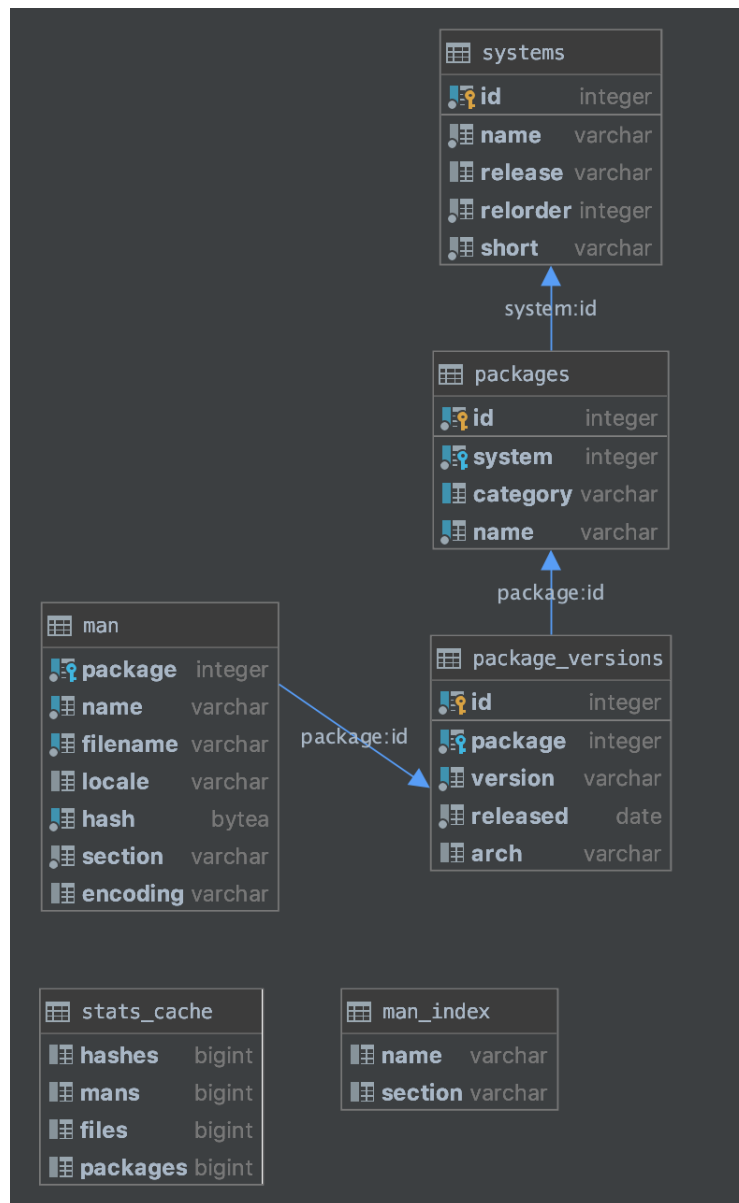 systems
id integer
name varchar
release varchar
relorder integer
short varchar
system:id
packages
id integer
system integer
category varchar
name varchar
package:id
man
package integer
name varchar
filename varchar
locale varchar
hash bytea
section varchar
encoding varchar
package:id
package_versions
id integer
package integer
version varchar
released date
arch varchar
stats_cache
hashes bigint
mans bigint
files bigint
packages bigint
man_index
name varchar
section varchar